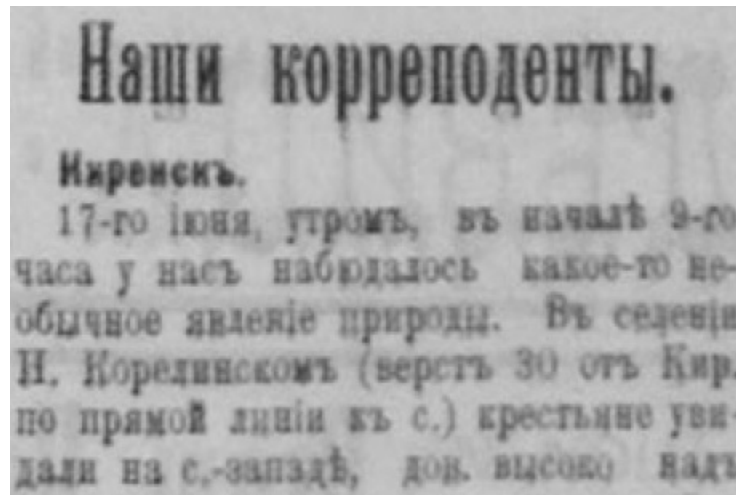 Наши корреподенты.
Киренскъ.
17-го іюня, утромъ, въ началѣ 9-го
часа у насъ набюдалось какое-то не-
обычное явленіе природы. Въ селеніи
Н. Корелинскомъ (верстъ 30 отъ Кир.
по прямой линіи къ с.) крестьяне уви-
дали на с.-западѣ, дов. высоко надъ